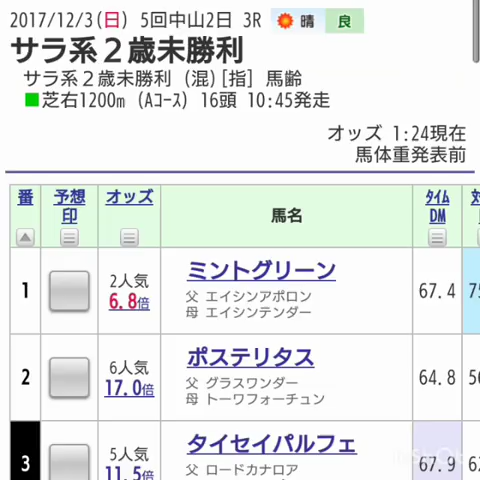 2017/12/3(日) 5回中山2日 3R 晴 良
サラ系２歳未勝利
サラ系２歳未勝利 (混)[指] 馬齢
芝右1200m (Aコース) 16頭 10:45発走
オッズ 1:24現在
馬体重発表前
番 予想印 オッズ 馬名 タイムDM 対
1 2人気 6.8倍 ミントグリーン 67.4 75
父 エイシンアポロン
母 エイシンテンダー
2 6人気 17.0倍 ポステリタス 64.8
父 グラスワンダー
母 トーワフォーチュン
3 5人気 11.5倍 タイセイパルフェ 67.9
父 ロードカナロア